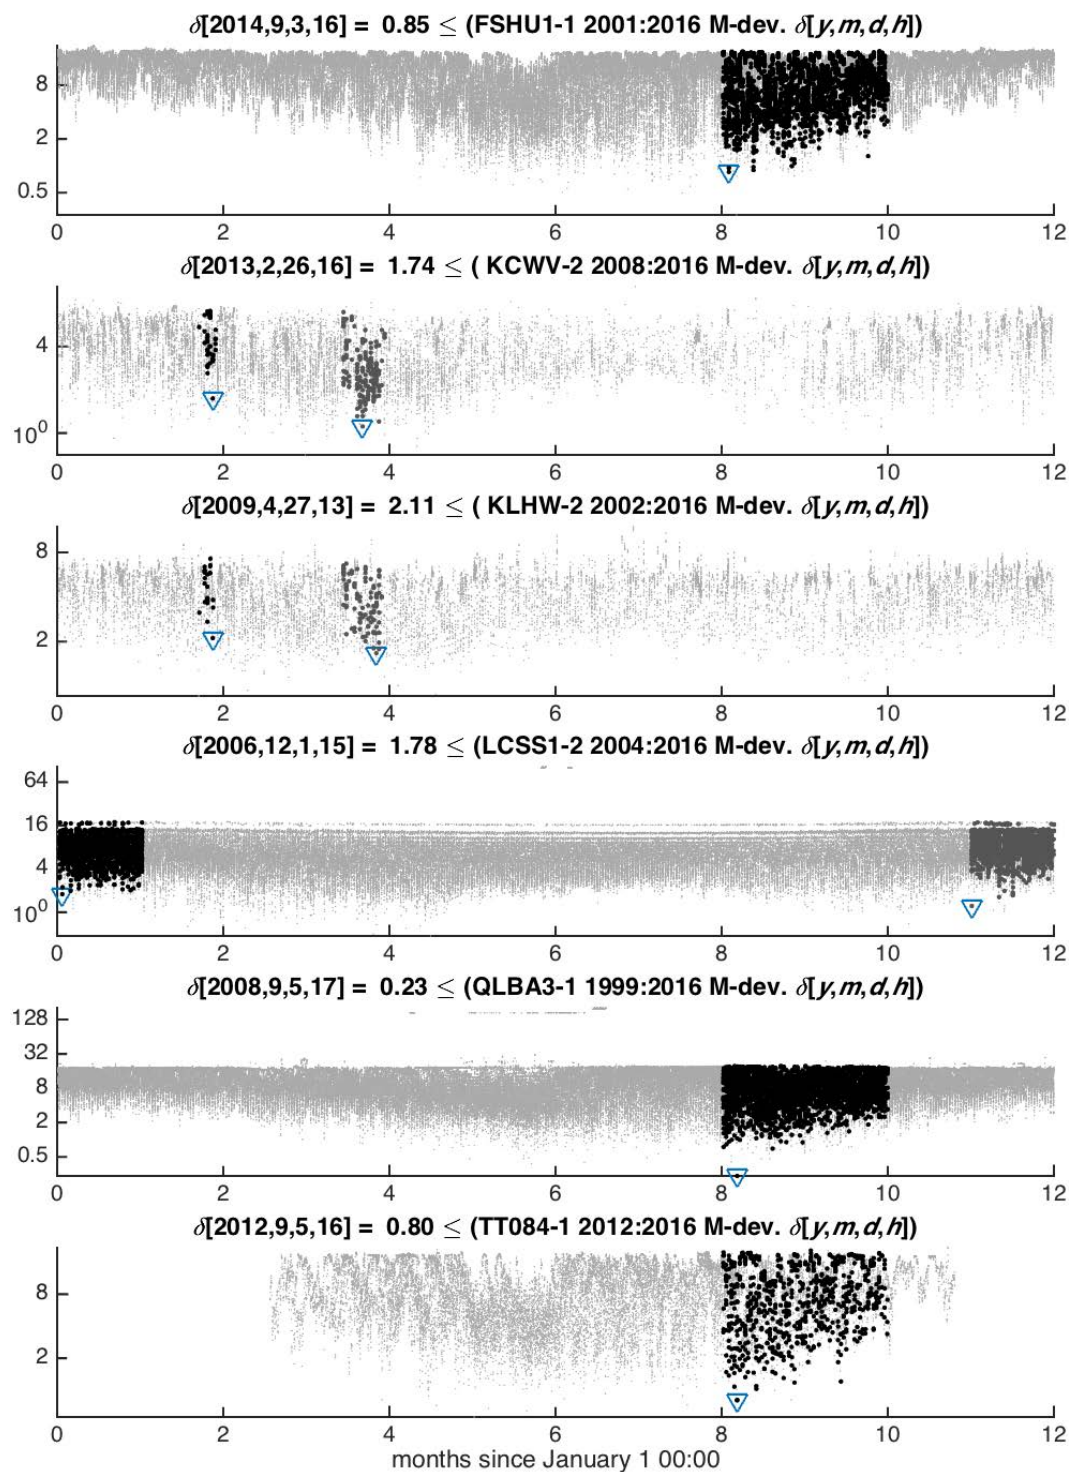 δ[2014,9,3,16] = 0.85 ≤ (FSHU1-1 2001:2016 M-dev. δ[y,m,d,h])
8
2
0.5
0 2 4 6 8 10 12
δ[2013,2,26,16] = 1.74 ≤ ( KCWV-2 2008:2016 M-dev. δ[y,m,d,h])
4
10⁰
0 2 4 6 8 10 12
δ[2009,4,27,13] = 2.11 ≤ ( KLHW-2 2002:2016 M-dev. δ[y,m,d,h])
8
2
0 2 4 6 8 10 12
δ[2006,12,1,15] = 1.78 ≤ (LCSS1-2 2004:2016 M-dev. δ[y,m,d,h])
64
16
4
10⁰
0 2 4 6 8 10 12
δ[2008,9,5,17] = 0.23 ≤ (QLBA3-1 1999:2016 M-dev. δ[y,m,d,h])
128
32
8
2
0.5
0 2 4 6 8 10 12
δ[2012,9,5,16] = 0.80 ≤ (TT084-1 2012:2016 M-dev. δ[y,m,d,h])
8
2
0 2 4 6 8 10 12
months since January 1 00:00